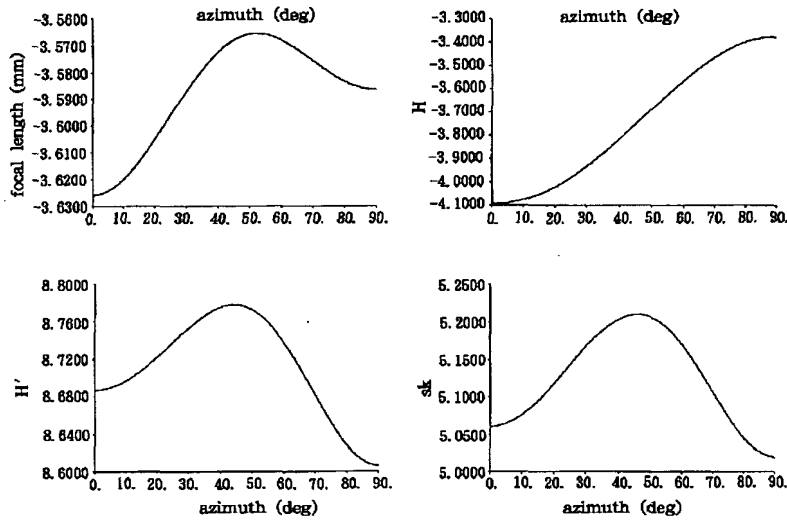 azimuth (deg)
focal length (mm)
-3.5600
-3.5700
-3.5800
-3.5900
-3.6000
-3.6100
-3.6200
-3.6300
0. 10. 20. 30. 40. 50. 60. 70. 80. 90.
azimuth (deg)
H
-3.3000
-3.4000
-3.5000
-3.6000
-3.7000
-3.8000
-3.9000
-4.0000
-4.1000
0. 10. 20. 30. 40. 50. 60. 70. 80. 90.
H'
8.8000
8.7600
8.7200
8.6800
8.6400
8.6000
0. 10. 20. 30. 40. 50. 60. 70. 80. 90.
azimuth (deg)
sk
5.2500
5.2000
5.1500
5.1000
5.0500
5.0000
0. 10. 20. 30. 40. 50. 60. 70. 80. 90.
azimuth (deg)